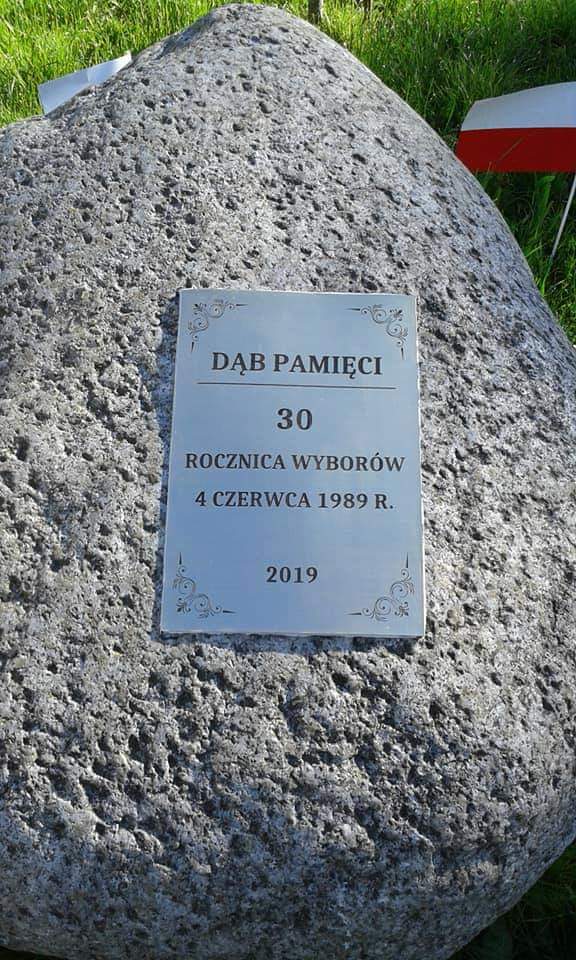 DĄB PAMIĘCI
30
ROCZNICA WYBORÓW
4 CZERWCA 1989 R.
2019